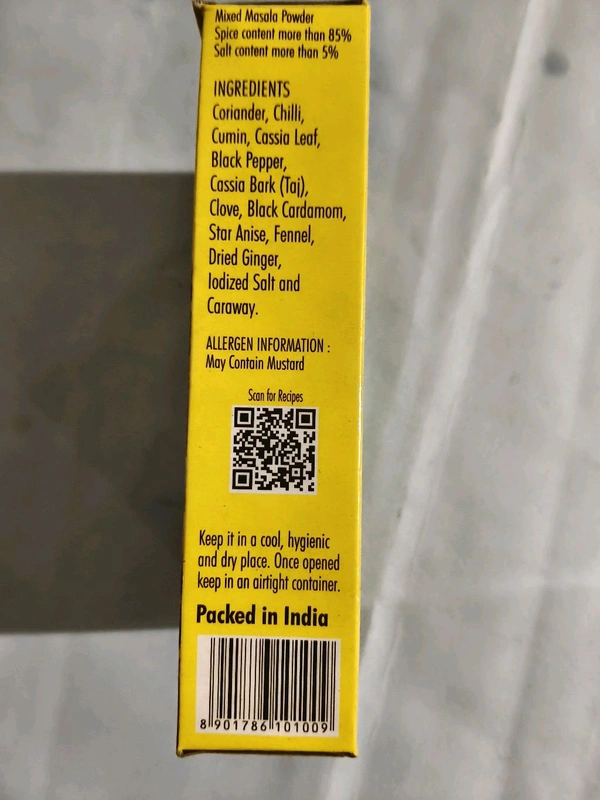 Mixed Masala Powder
Spice content more than 85%
Salt content more than 5%
INGREDIENTS
Coriander, Chilli,
Cumin, Cassia Leaf,
Black Pepper,
Cassia Bark (Taj),
Clove, Black Cardamom,
Star Anise, Fennel,
Dried Ginger,
Iodized Salt and
Caraway.
ALLERGEN INFORMATION :
May Contain Mustard
Scan for Recipes
Keep it in a cool, hygienic
and dry place. Once opened
keep in an airtight container.
Packed in India
8 901786 101009